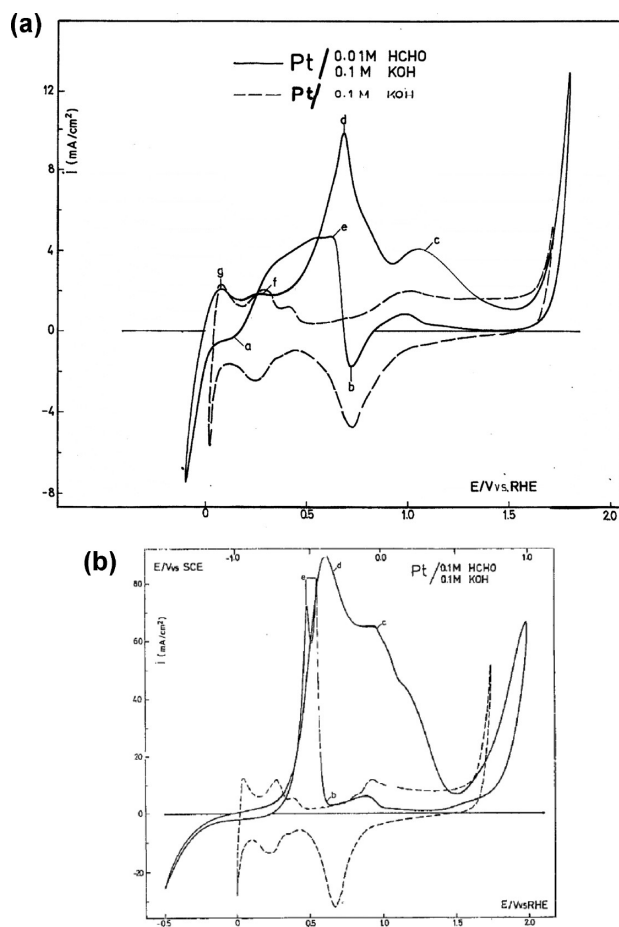 (a)
Pt / 0.01M HCHO
0.1 M KOH
Pt / 0.1 M KOH
j (mA/cm²)
12
8
4
0
-4
-8
d
e
c
g
f
a
b
E/V vs. RHE
0 0.5 1.0 1.5 2.0
(b)
E/V vs SCE
-1.0 0.0 1.0
Pt / 0.1M HCHO
0.1M KOH
j (mA/cm²)
80
60
40
20
0
-20
e
d
c
b
E/V vs RHE
-0.5 0 0.5 1.0 1.5 2.0